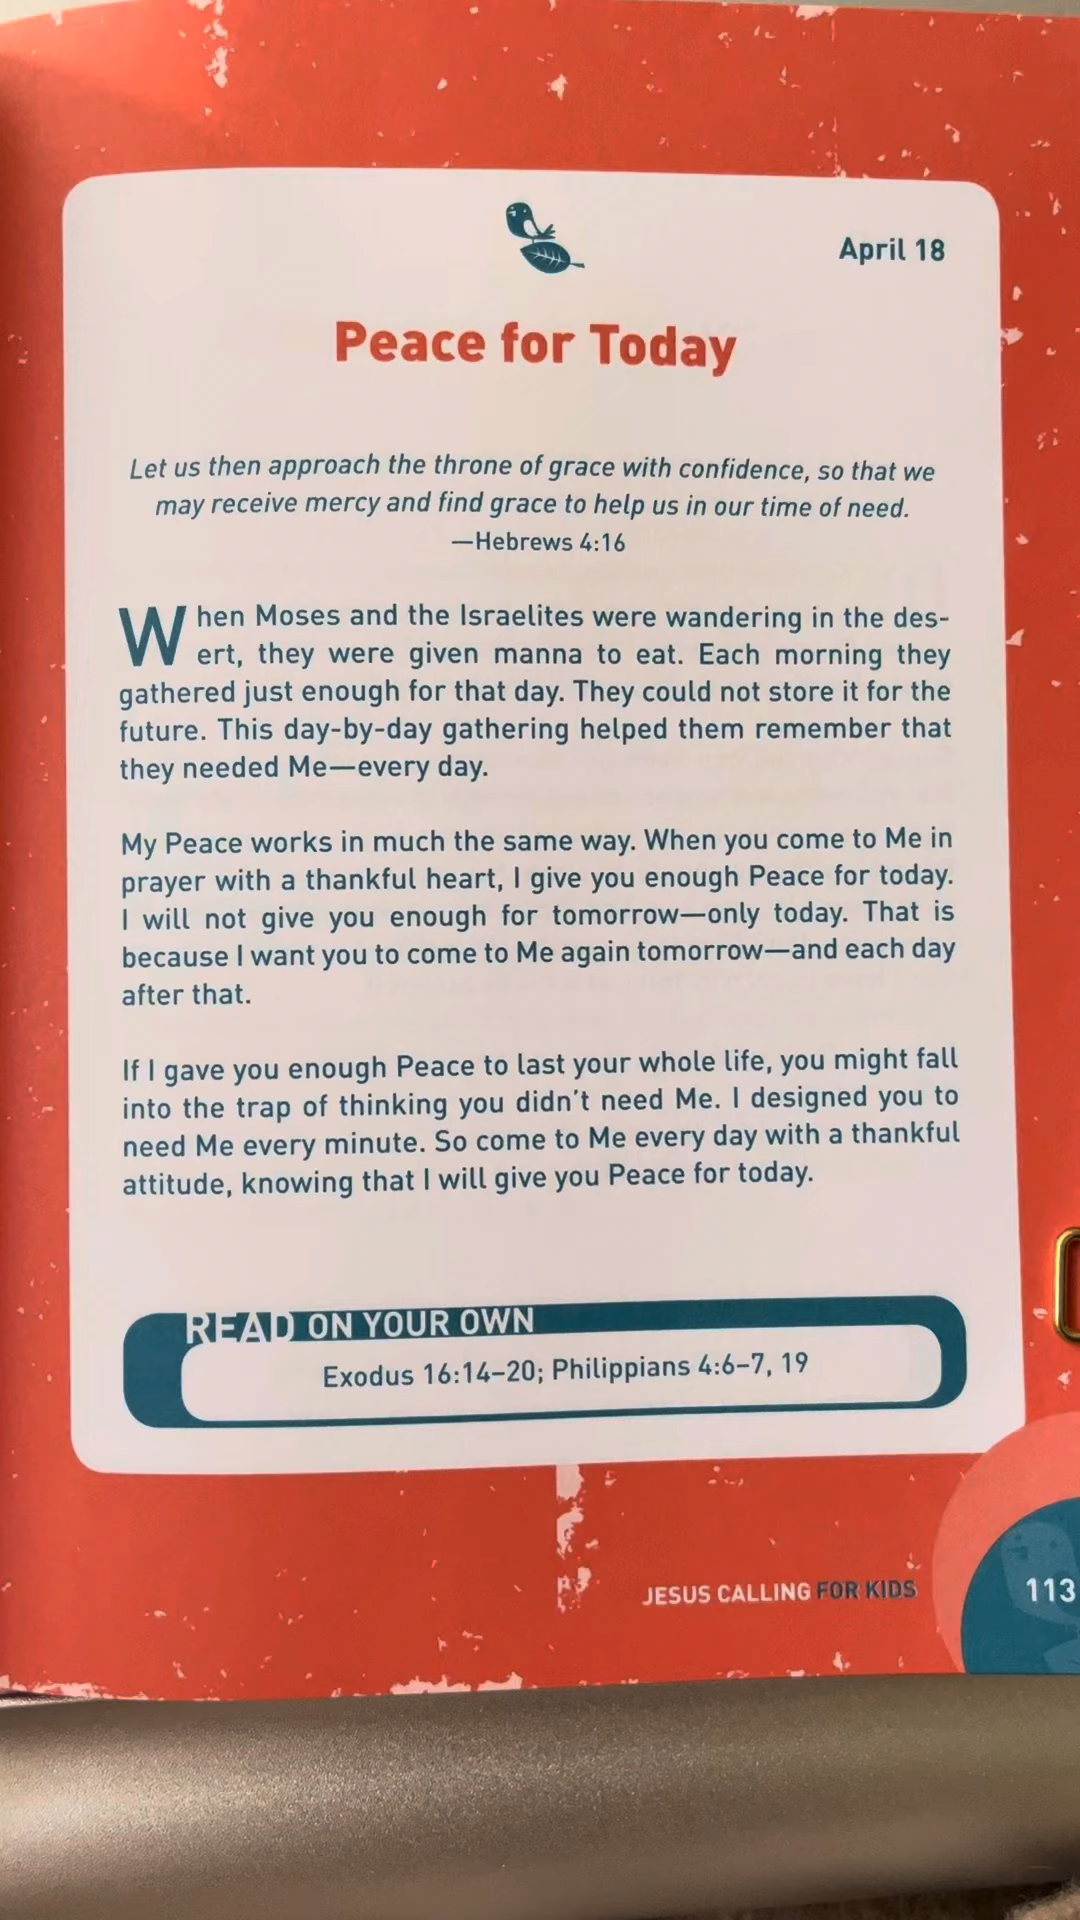 April 18
Peace for Today
Let us then approach the throne of grace with confidence, so that we
may receive mercy and find grace to help us in our time of need.
—Hebrews 4:16
When Moses and the Israelites were wandering in the des-
ert, they were given manna to eat. Each morning they
gathered just enough for that day. They could not store it for the
future. This day-by-day gathering helped them remember that
they needed Me—every day.
My Peace works in much the same way. When you come to Me in
prayer with a thankful heart, I give you enough Peace for today.
I will not give you enough for tomorrow—only today. That is
because I want you to come to Me again tomorrow—and each day
after that.
If I gave you enough Peace to last your whole life, you might fall
into the trap of thinking you didn't need Me. I designed you to
need Me every minute. So come to Me every day with a thankful
attitude, knowing that I will give you Peace for today.
READ ON YOUR OWN
Exodus 16:14–20; Philippians 4:6–7, 19
JESUS CALLING FOR KIDS
113